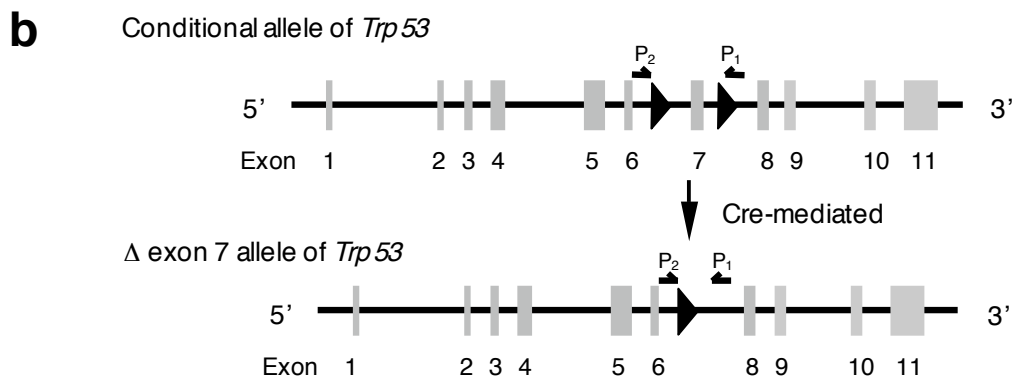 b
Conditional allele of Trp53
P2 P1
5’ 3’
Exon 1 2 3 4 5 6 7 8 9 10 11
Cre-mediated
Δ exon 7 allele of Trp53
P2 P1
5’ 3’
Exon 1 2 3 4 5 6 8 9 10 11